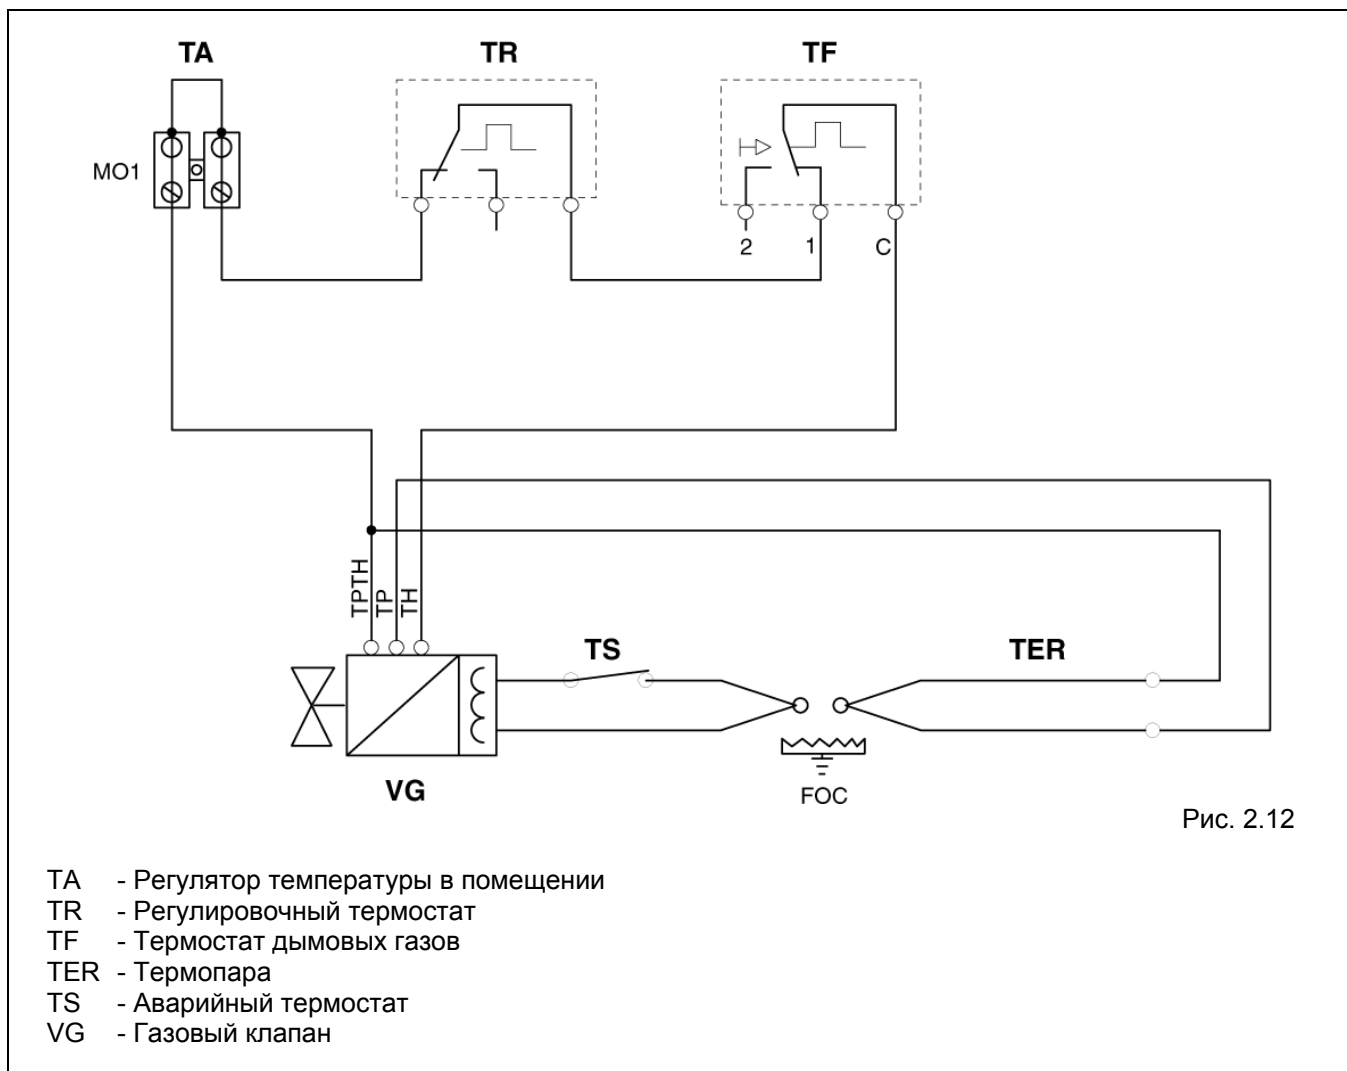 TA
TR
TF
MO1
2
1
C
TPTH
TP
TH
TS
TER
VG
FOC
Рис. 2.12
TA - Регулятор температуры в помещении
TR - Регулировочный термостат
TF - Термостат дымовых газов
TER - Термопара
TS - Аварийный термостат
VG - Газовый клапан